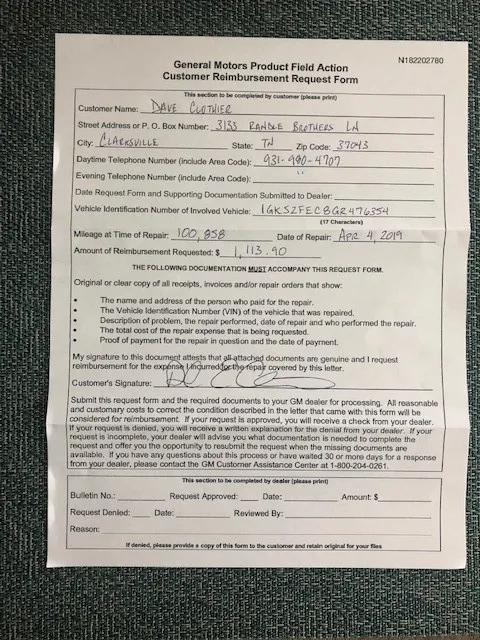 N182202780
General Motors Product Field Action
Customer Reimbursement Request Form
This section to be completed by customer (please print)
Customer Name: DAVE CLOTHIER
Street Address or P. O. Box Number: 3133 RANDLE BROTHERS LN
City: CLARKSVILLE State: TN Zip Code: 37043
Daytime Telephone Number (include Area Code): 931-980-4707
Evening Telephone Number (include Area Code): "
Date Request Form and Supporting Documentation Submitted to Dealer:
Vehicle Identification Number of Involved Vehicle: 1GKS2FEC8GR476354
(17 Characters)
Mileage at Time of Repair: 100,858 Date of Repair: APR 4, 2019
Amount of Reimbursement Requested: $ 1,113.90
THE FOLLOWING DOCUMENTATION MUST ACCOMPANY THIS REQUEST FORM.
Original or clear copy of all receipts, invoices and/or repair orders that show:
• The name and address of the person who paid for the repair.
• The Vehicle Identification Number (VIN) of the vehicle that was repaired.
• Description of problem, the repair performed, date of repair and who performed the repair.
• The total cost of the repair expense that is being requested.
• Proof of payment for the repair in question and the date of payment.
My signature to this document attests that all attached documents are genuine and I request
reimbursement for the expense I incurred for the repair covered by this letter.
Customer's Signature:
Submit this request form and the required documents to your GM dealer for processing. All reasonable
and customary costs to correct the condition described in the letter that came with this form will be
considered for reimbursement. If your request is approved, you will receive a check from your dealer.
If your request is denied, you will receive a written explanation for the denial from your dealer. If your
request is incomplete, your dealer will advise you what documentation is needed to complete the
request and offer you the opportunity to resubmit the request when the missing documents are
available. If you have any questions about this process or have waited 30 or more days for a response
from your dealer, please contact the GM Customer Assistance Center at 1-800-204-0261.
This section to be completed by dealer (please print)
Bulletin No.: Request Approved: Date: Amount: $
Request Denied: Date: Reviewed By:
Reason:
If denied, please provide a copy of this form to the customer and retain original for your files